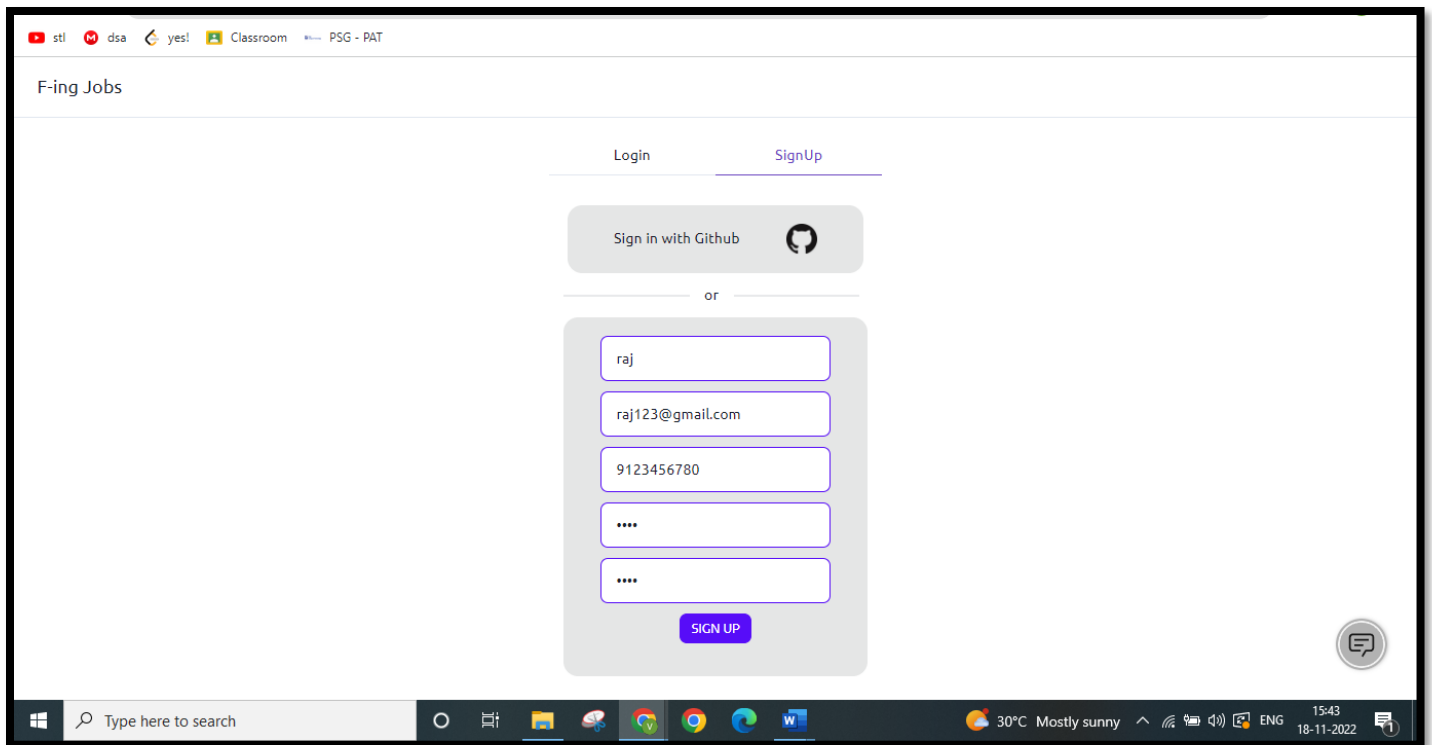 stl dsa yes! Classroom PSG - PAT
F-ing Jobs
Login SignUp
Sign in with Github
or
raj
raj123@gmail.com
9123456780
••••
••••
SIGN UP
Type here to search 30°C Mostly sunny ENG 15:43
18-11-2022